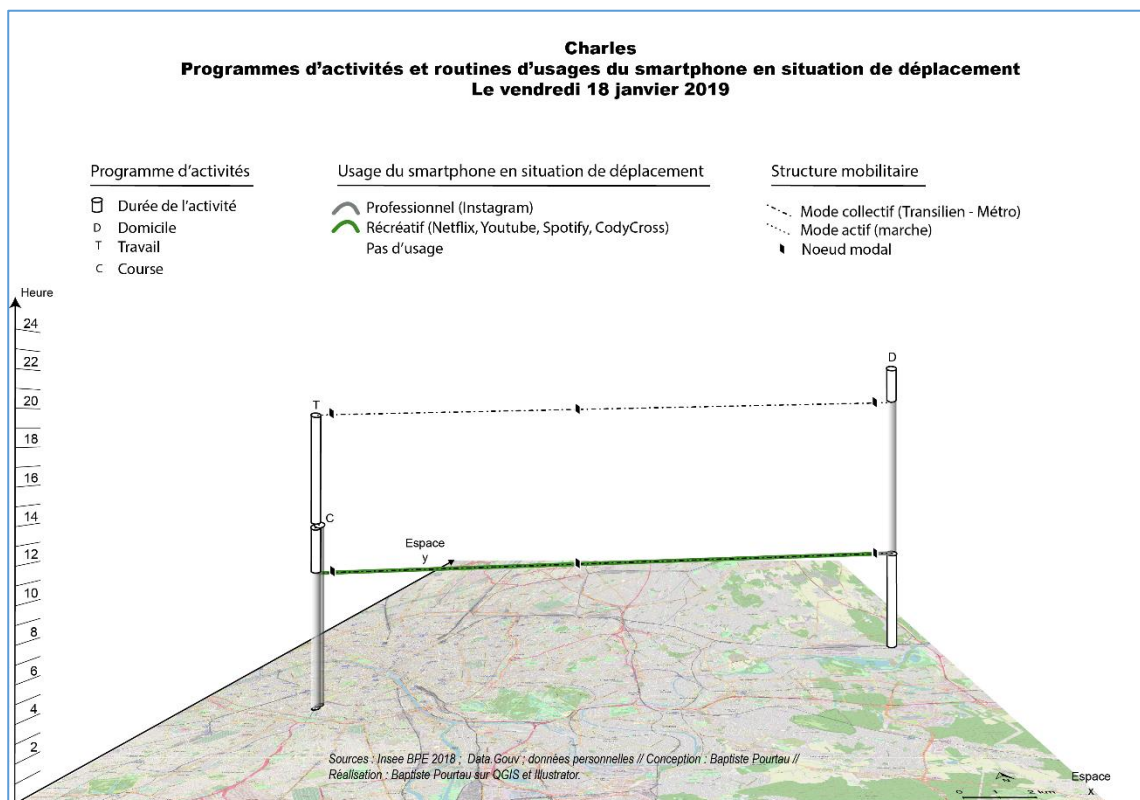 Charles
Programmes d'activités et routines d'usages du smartphone en situation de déplacement
Le vendredi 18 janvier 2019
Programme d'activités
Durée de l'activité
D Domicile
T Travail
C Course
Usage du smartphone en situation de déplacement
Professionnel (Instagram)
Récréatif (Netflix, Youtube, Spotify, CodyCross)
Pas d'usage
Structure mobilitaire
Mode collectif (Transilien - Métro)
Mode actif (marche)
Noeud modal
Heure
24
22
20
18
16
14
12
10
8
6
4
2
D
T
C
Espace
y
Sources : Insee BPE 2018 ; Data.Gouv ; données personnelles // Conception : Baptiste Pourtau //
Réalisation : Baptiste Pourtau sur QGIS et Illustrator.
N
0 1 2 km
Espace
x